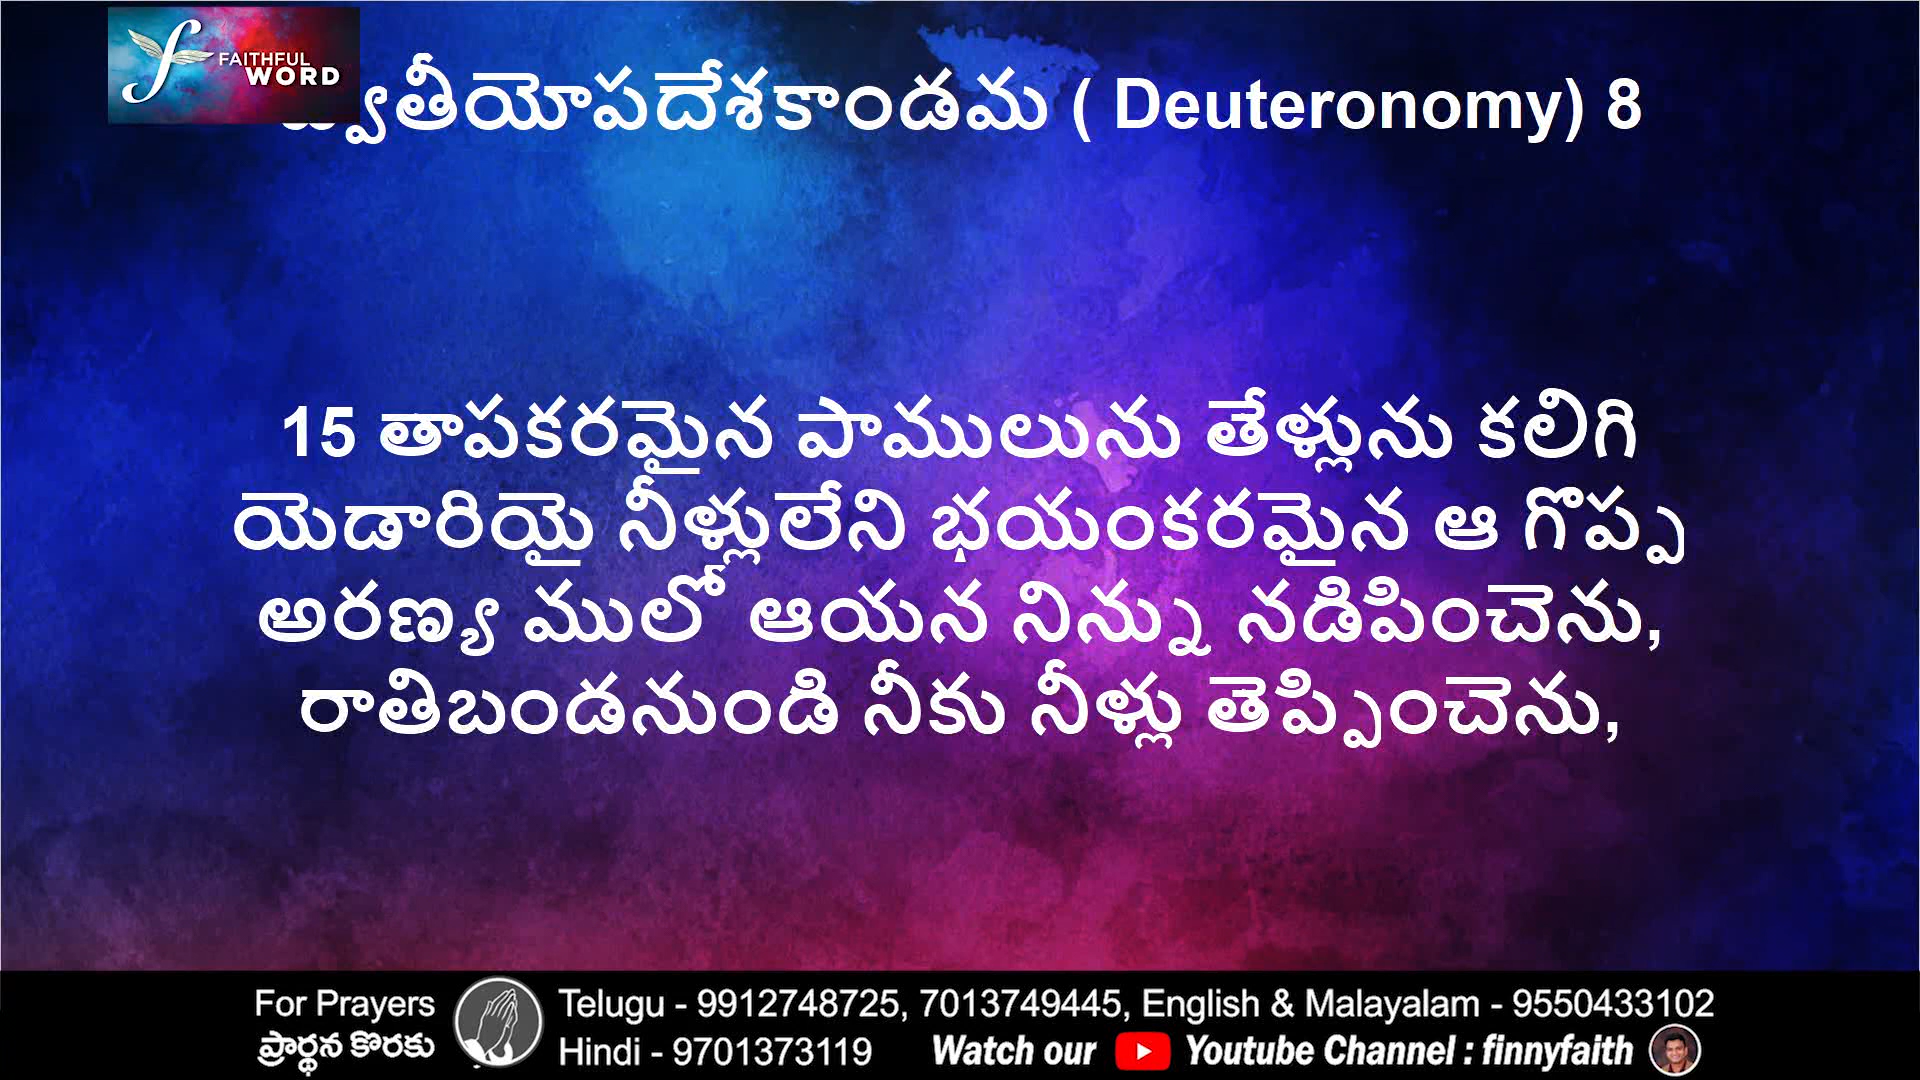 FAITHFUL
WORD
ద్వితీయోపదేశకాండమ ( Deuteronomy) 8
15 తాపకరమైన పాములును తేళ్లును కలిగి
యెడారియై నీళ్లులేని భయంకరమైన ఆ గొప్ప
అరణ్య ములో ఆయన నిన్ను నడిపించెను,
రాతిబండనుండి నీకు నీళ్లు తెప్పించెను,
For Prayers
ప్రార్థన కొరకు
Telugu - 9912748725, 7013749445, English & Malayalam - 9550433102
Hindi - 9701373119 Watch our Youtube Channel : finnyfaith